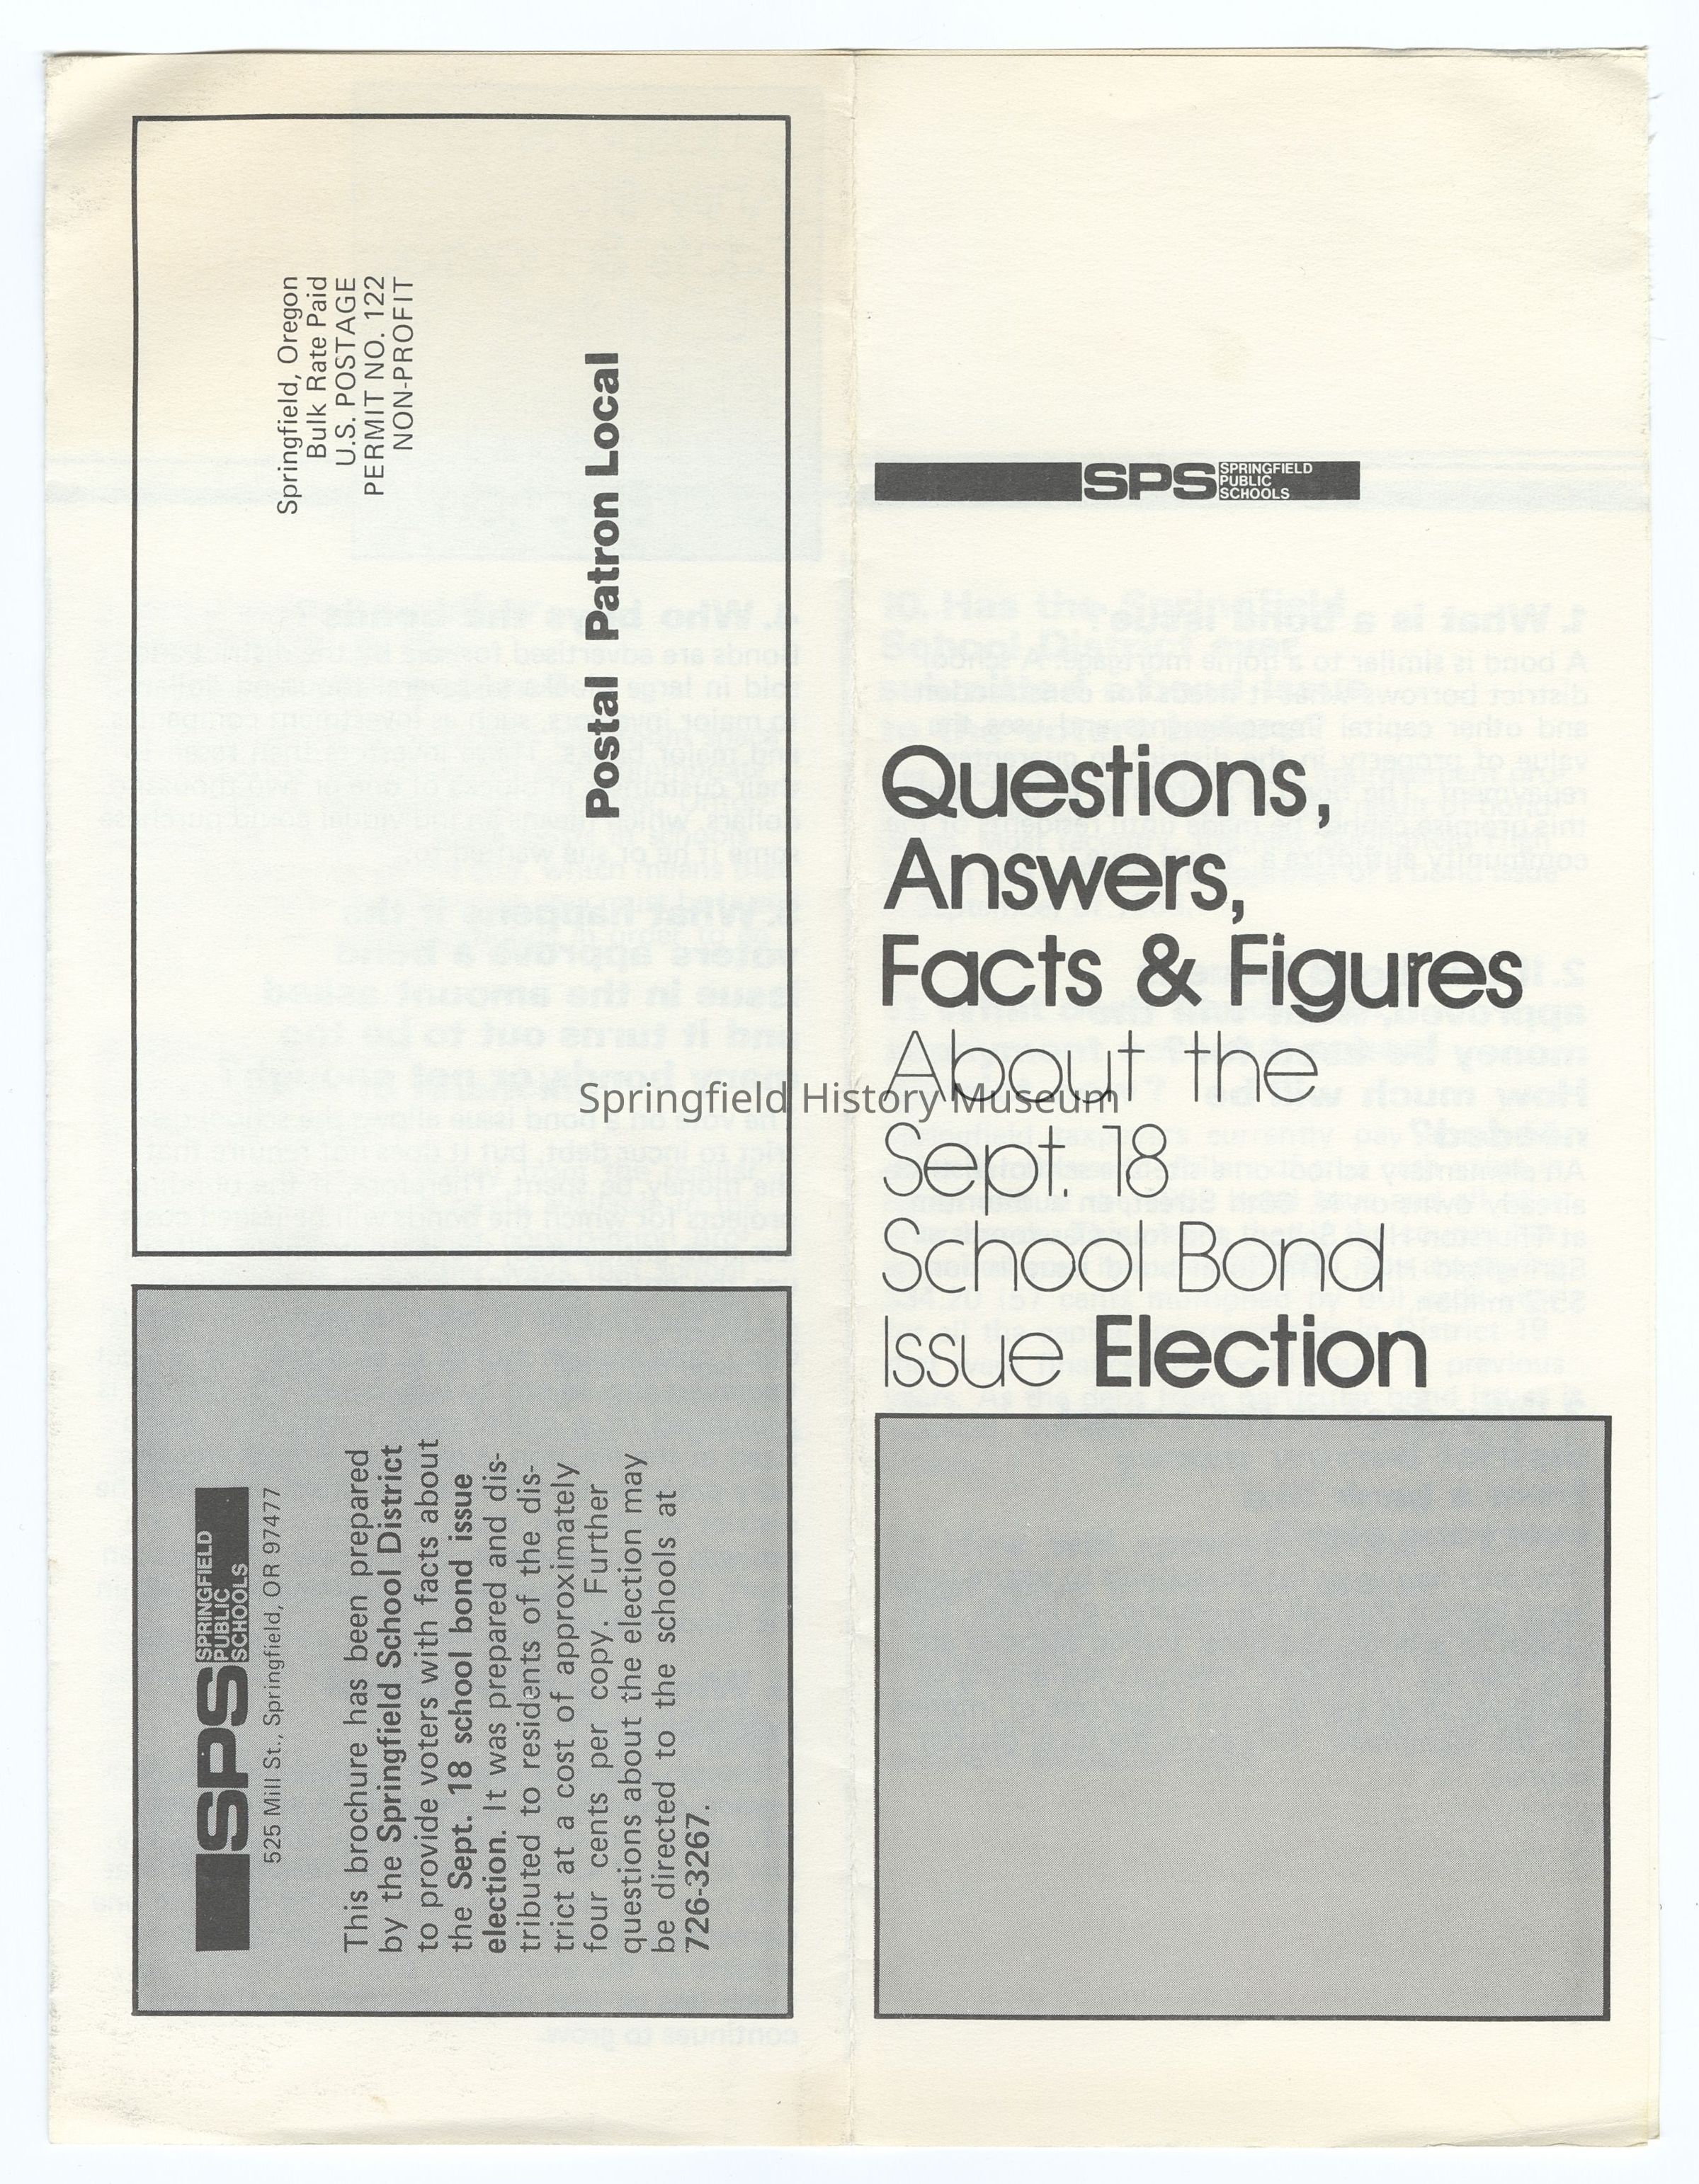 Springfield, Oregon
Bulk Rate Paid
U.S. POSTAGE
PERMIT NO. 122
NON-PROFIT
Postal Patron Local
SPS SPRINGFIELD
PUBLIC
SCHOOLS
525 Mill St., Springfield, OR 97477
This brochure has been prepared
by the Springfield School District
to provide voters with facts about
the Sept. 18 school bond issue
election. It was prepared and dis-
tributed to residents of the dis-
trict at a cost of approximately
four cents per copy. Further
questions about the election may
be directed to the schools at
726-3267.
SPS SPRINGFIELD
PUBLIC
SCHOOLS
Questions,
Answers,
Facts & Figures
About the
Sept. 18
School Bond
Issue Election
Springfield History Museum